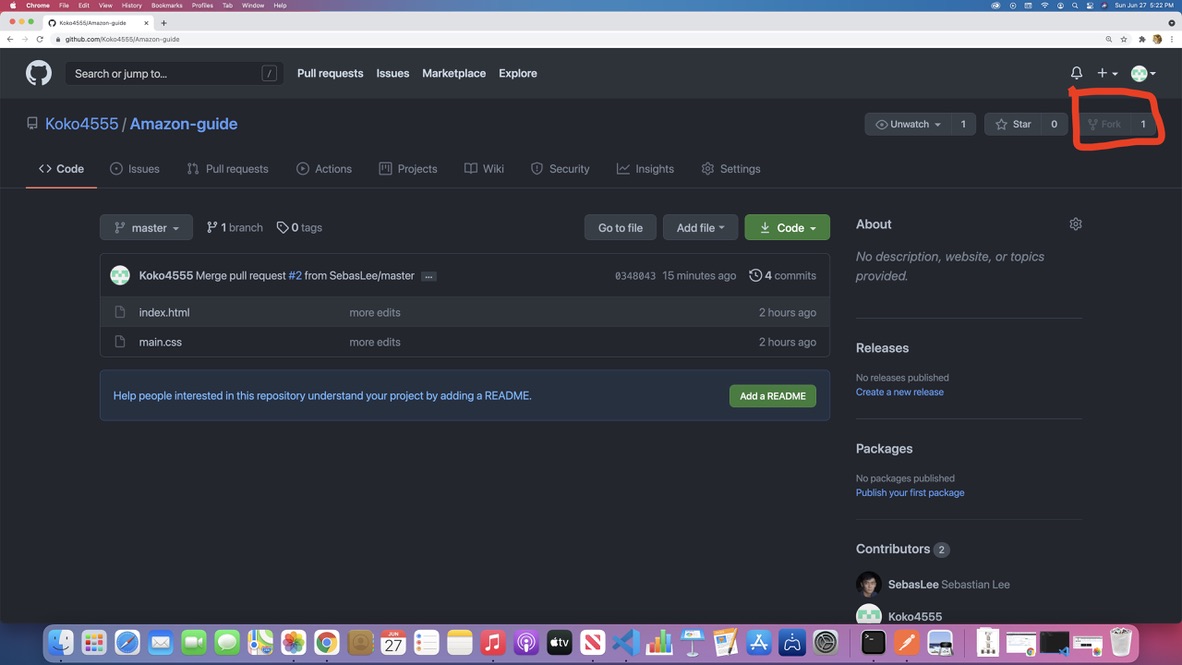 Chrome File Edit View History Bookmarks Profiles Tab Window Help Sun Jun 27 5:22 PM
Koko4555/Amazon-guide
github.com/Koko4555/Amazon-guide
Search or jump to... / Pull requests Issues Marketplace Explore
Koko4555 / Amazon-guide Unwatch 1 Star 0 Fork 1
Code Issues Pull requests Actions Projects Wiki Security Insights Settings
master 1 branch 0 tags Go to file Add file Code
Koko4555 Merge pull request #2 from SebasLee/master ... 0348043 15 minutes ago 4 commits
index.html more edits 2 hours ago
main.css more edits 2 hours ago
Help people interested in this repository understand your project by adding a README. Add a README
About
No description, website, or topics
provided.
Releases
No releases published
Create a new release
Packages
No packages published
Publish your first package
Contributors 2
SebasLee Sebastian Lee
Koko4555
JUN
27
tv